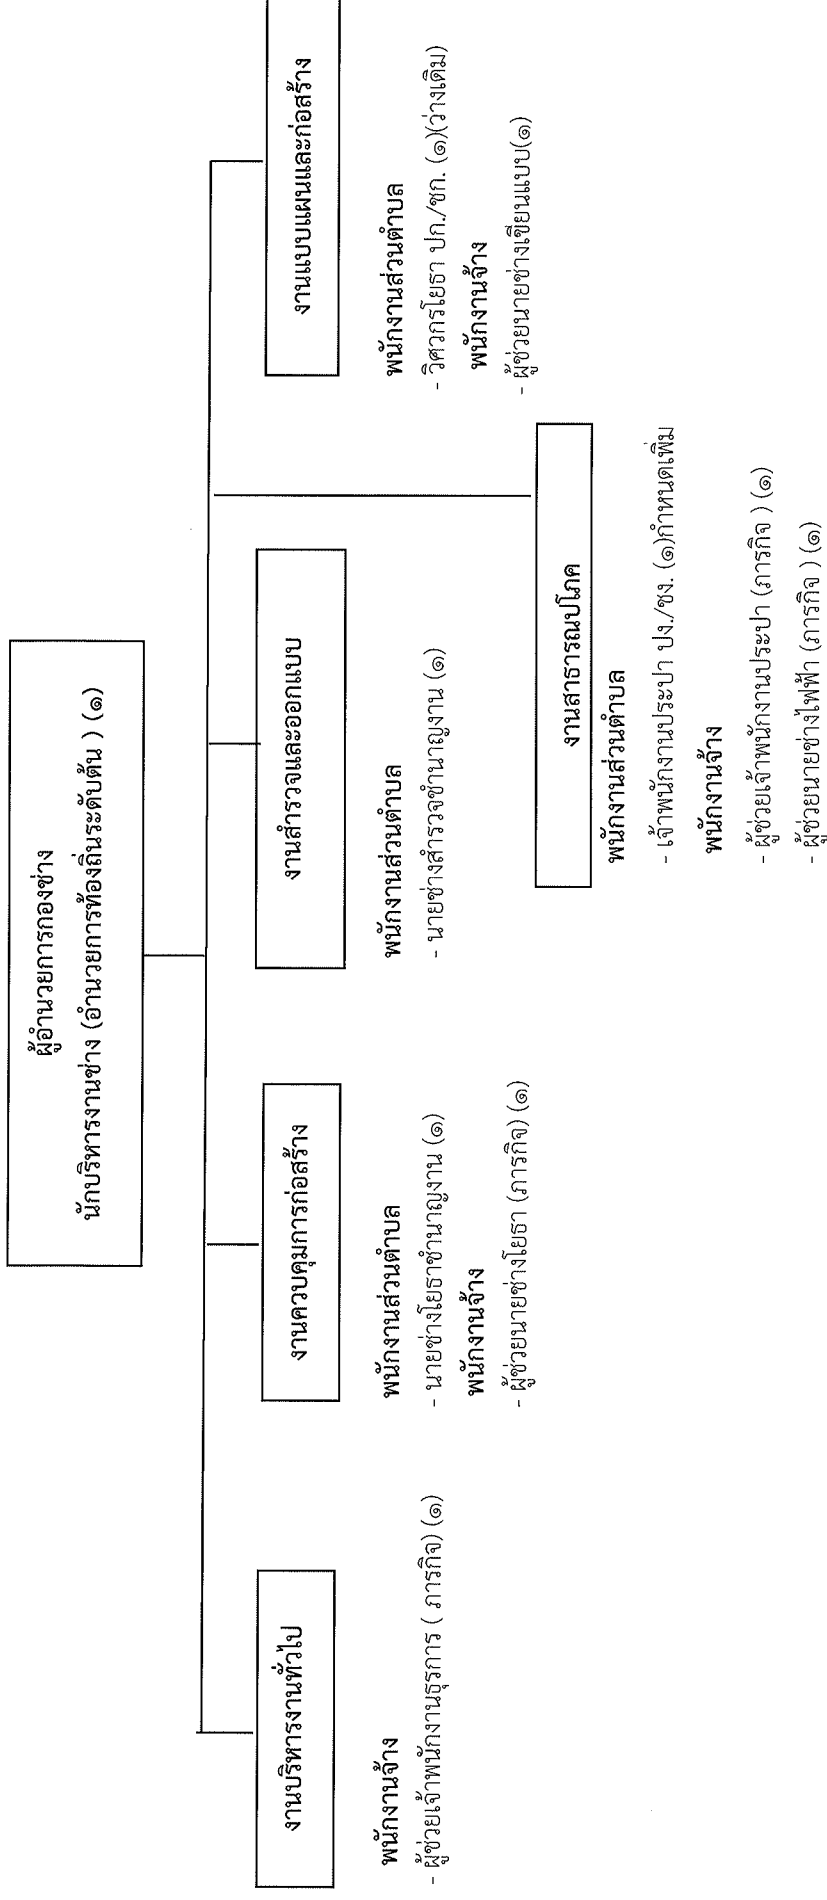 ผู้อำนวยการกองช่าง
นักบริหารงานช่าง (อำนวยการท้องถิ่นระดับต้น ) (๑)
งานบริหารงานทั่วไป
พนักงานจ้าง
- ผู้ช่วยเจ้าพนักงานธุรการ ( ภารกิจ) (๑)
งานควบคุมการก่อสร้าง
พนักงานส่วนตำบล
- นายช่างโยธาชำนาญงาน (๑)
พนักงานจ้าง
- ผู้ช่วยนายช่างโยธา (ภารกิจ) (๑)
งานสำรวจและออกแบบ
พนักงานส่วนตำบล
- นายช่างสำรวจชำนาญงาน (๑)
งานสาธารณปโภค
พนักงานส่วนตำบล
- เจ้าพนักงานประปา ปง./ชง. (๑)กำหนดเพิ่ม
พนักงานจ้าง
- ผู้ช่วยเจ้าพนักงานประปา (ภารกิจ ) (๑)
- ผู้ช่วยนายช่างไฟฟ้า (ภารกิจ ) (๑)
งานแบบแผนและก่อสร้าง
พนักงานส่วนตำบล
- วิศวกรโยธา ปก./ชก. (๑)(ว่างเดิม)
พนักงานจ้าง
- ผู้ช่วยนายช่างเขียนแบบ(๑)